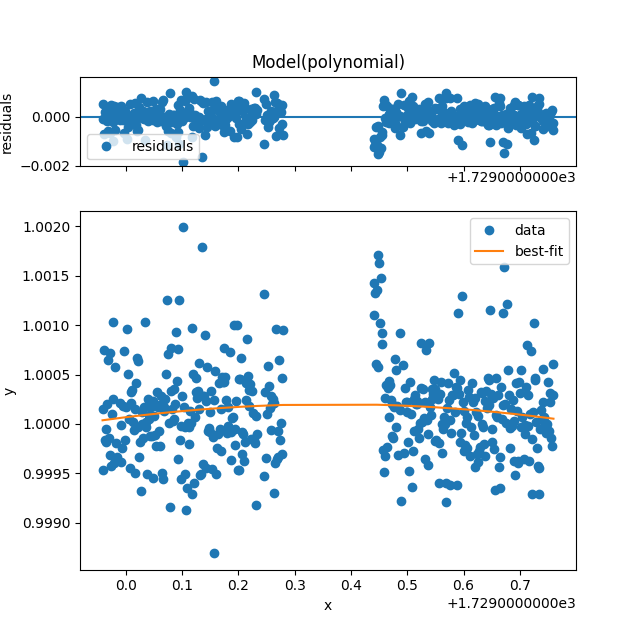 Model(polynomial)
residuals
0.000
−0.002
residuals
+1.7290000000e3
y
1.0020
1.0015
1.0010
1.0005
1.0000
0.9995
0.9990
data
best-fit
0.0 0.1 0.2 0.3 0.4 0.5 0.6 0.7
x
+1.7290000000e3